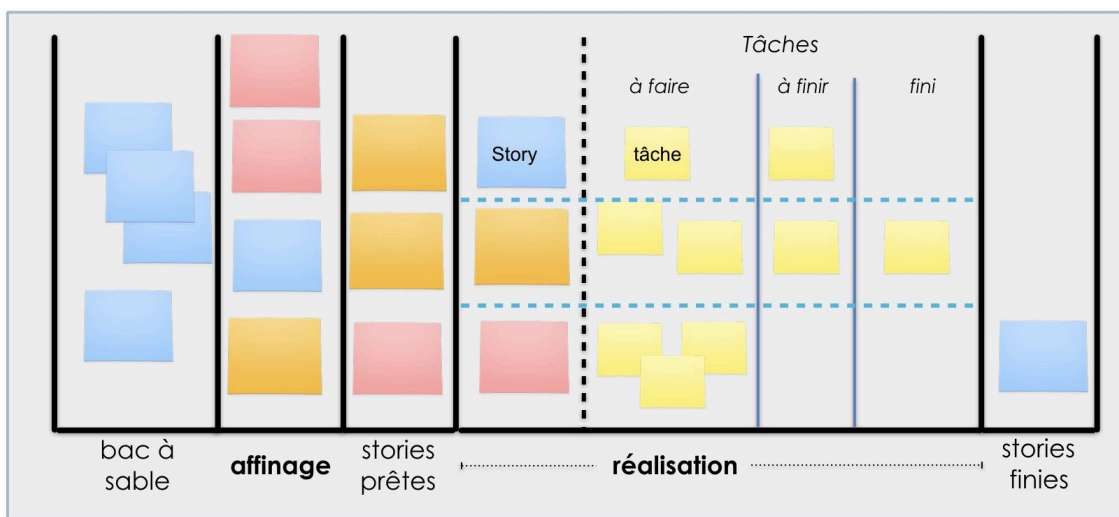 Tâches
à faire
à finir
fini
Story
tâche
bac à
sable
affinage
stories
prêtes
réalisation
stories
finies